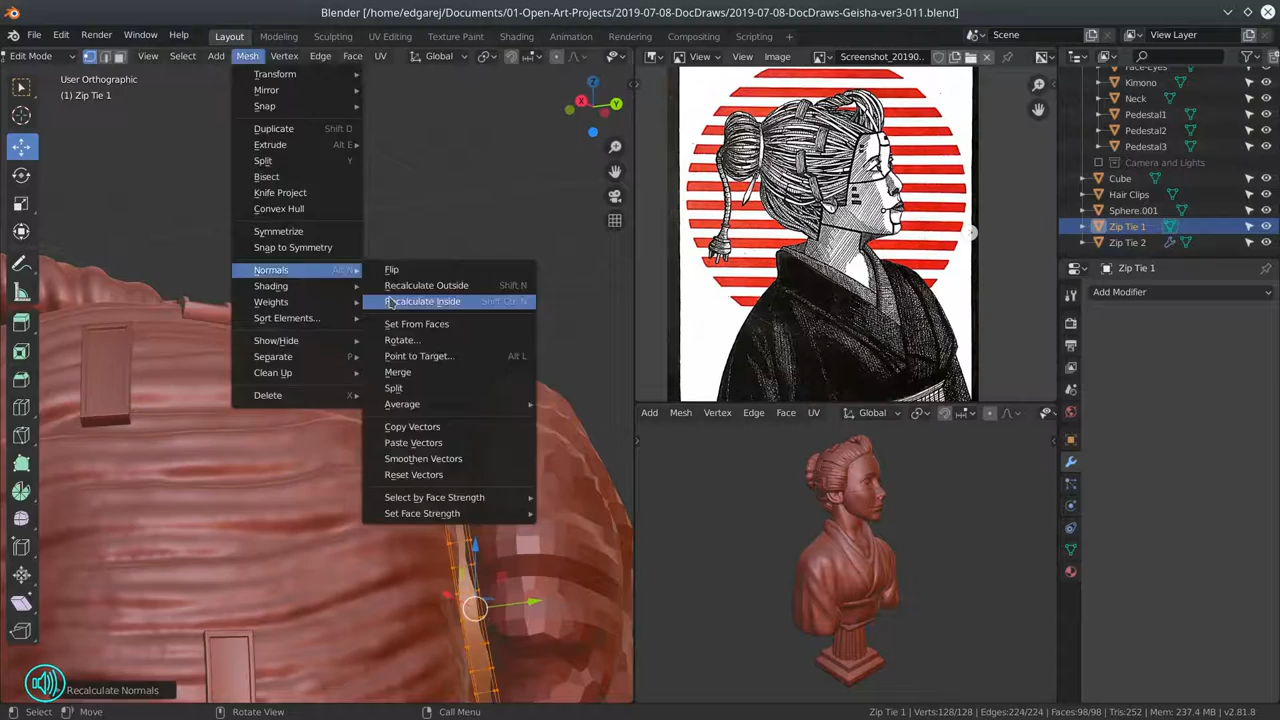 Blender [/home/edgarej/Documents/01-Open-Art-Projects/2019-07-08-DocDraws/2019-07-08-DocDraws-Geisha-ver3-011.blend]
File Edit Render Window Help Layout Modeling Sculpting UV Editing Texture Paint Shading Animation Rendering Compositing Scripting + Scene View Layer
Edit Mode View Select Add Mesh Vertex Edge Face UV Global
View View Image Screenshot_20190..
User Orthographic
(1) Zip Tie 1
Transform
Mirror
Snap
Duplicate Shift D
Extrude Alt E
Split Y
Bisect
Knife Project
Convex Hull
Symmetrize
Snap to Symmetry
Normals Alt N
Shading
Weights
Sort Elements...
Show/Hide
Separate P
Clean Up
Delete X
Flip
Recalculate Outside Shift N
Recalculate Inside Shift Ctrl N
Set From Faces
Rotate...
Point to Target... Alt L
Merge
Split
Average
Copy Vectors
Paste Vectors
Smoothen Vectors
Reset Vectors
Select by Face Strength
Set Face Strength
X Y Z
Add Mesh Vertex Edge Face UV Global
Face-Eyes
Kimono
Neck
Pedestal1
Pedestal2
Pedestal3
Camera and Lights
Cube
Hair Clips
Sphere.001
Zip Tie 1
Zip Tie 2
Zip Tie 1
Add Modifier
Recalculate Normals
Select Move Rotate View Call Menu Zip Tie 1 | Verts:128/128 | Edges:224/224 | Faces:98/98 | Tris:252 | Mem: 237.4 MB | v2.81.8